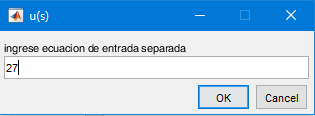 u(s)
ingrese ecuacion de entrada separada
27
OK Cancel